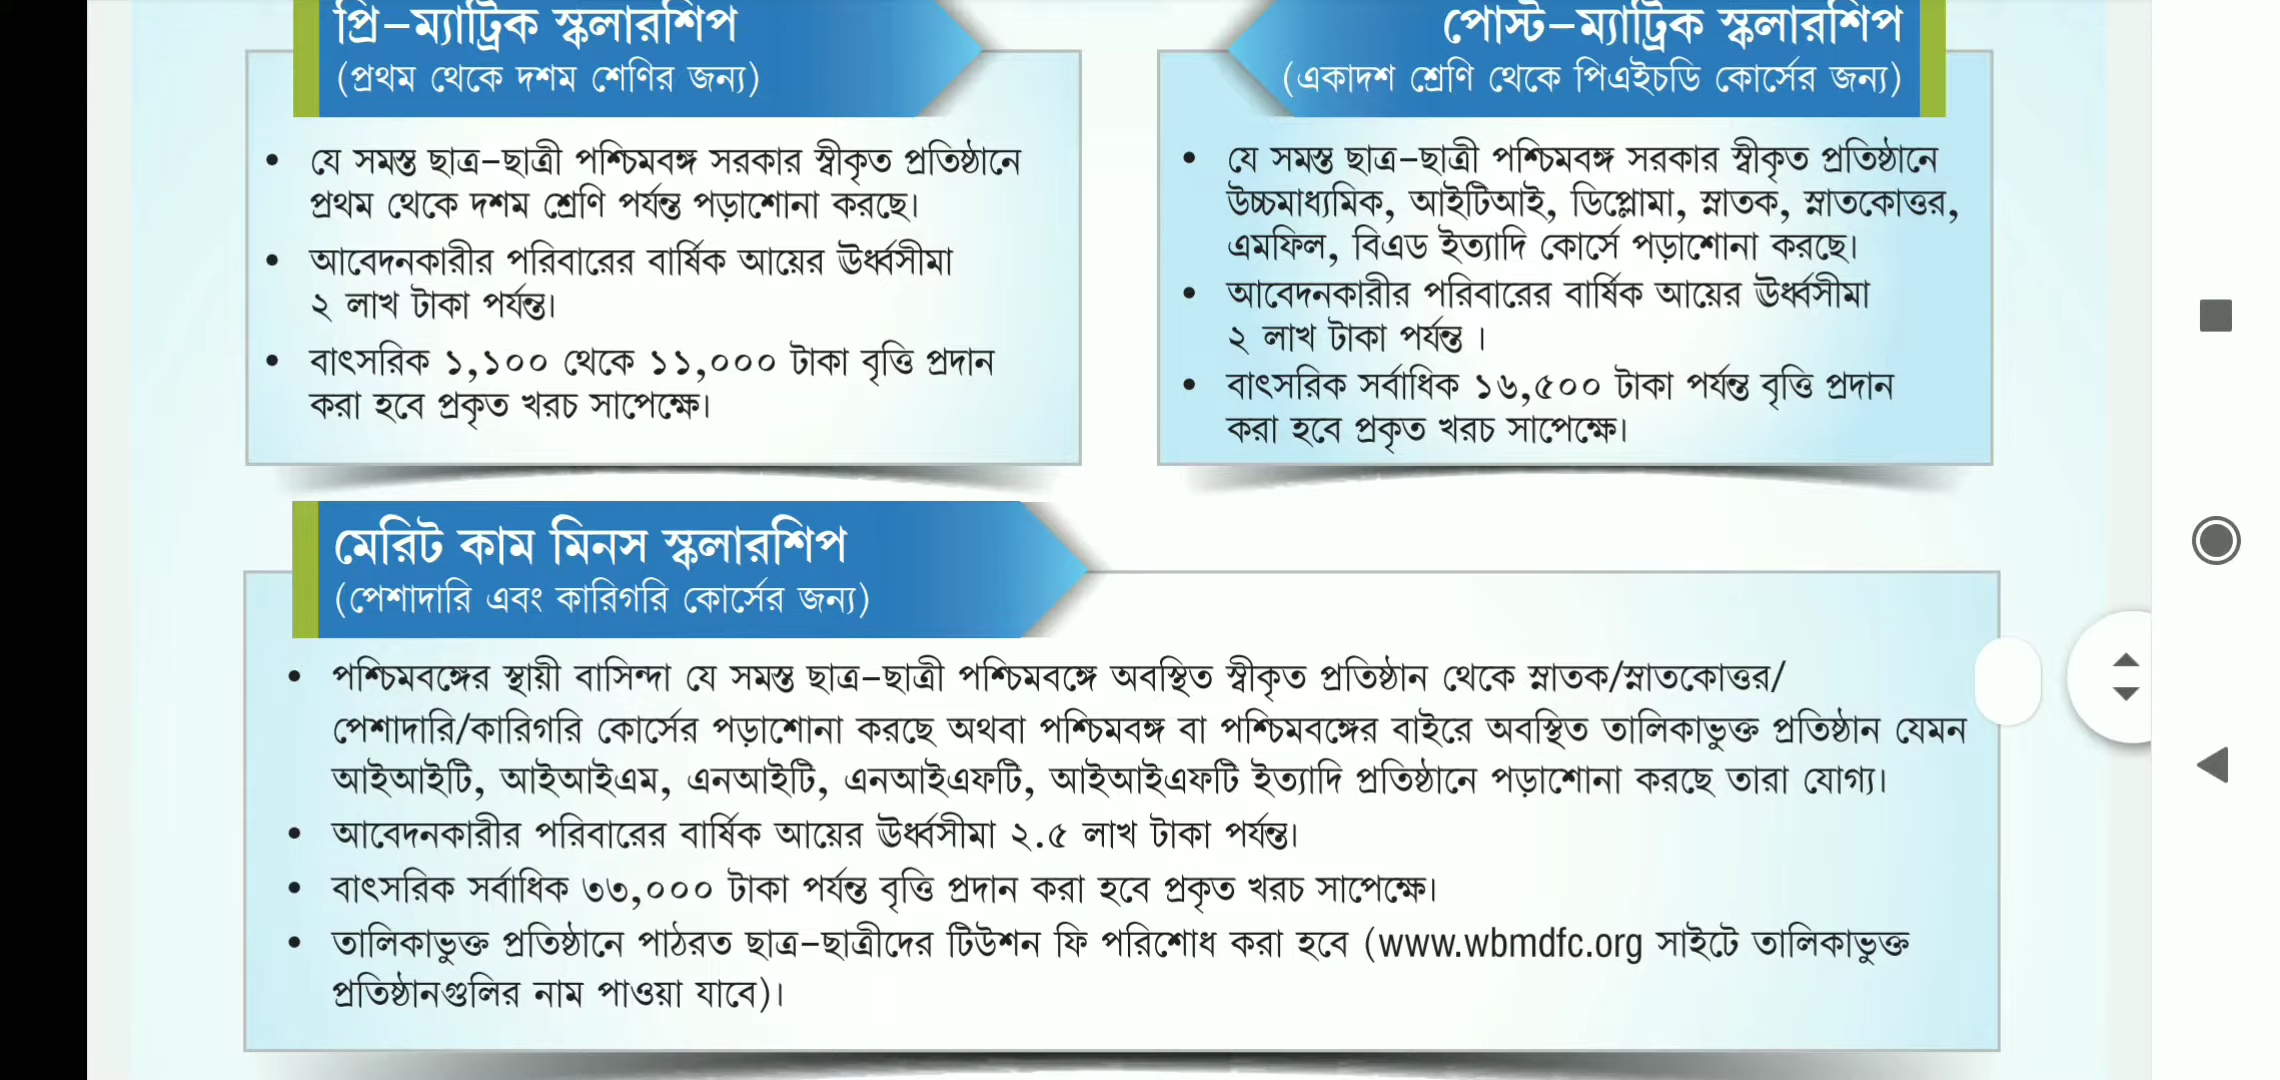 প্রি-ম্যাট্রিক স্কলারশিপ
(প্রথম থেকে দশম শ্রেণির জন্য)
• যে সমস্ত ছাত্র-ছাত্রী পশ্চিমবঙ্গ সরকার স্বীকৃত প্রতিষ্ঠানে
প্রথম থেকে দশম শ্রেণি পর্যন্ত পড়াশোনা করছে।
• আবেদনকারীর পরিবারের বার্ষিক আয়ের ঊর্ধ্বসীমা
২ লাখ টাকা পর্যন্ত।
• বাৎসরিক ১,১০০ থেকে ১১,০০০ টাকা বৃত্তি প্রদান
করা হবে প্রকৃত খরচ সাপেক্ষে।
পোস্ট-ম্যাট্রিক স্কলারশিপ
(একাদশ শ্রেণি থেকে পিএইচডি কোর্সের জন্য)
• যে সমস্ত ছাত্র-ছাত্রী পশ্চিমবঙ্গ সরকার স্বীকৃত প্রতিষ্ঠানে
উচ্চমাধ্যমিক, আইটিআই, ডিপ্লোমা, স্নাতক, স্নাতকোত্তর,
এমফিল, বিএড ইত্যাদি কোর্সে পড়াশোনা করছে।
• আবেদনকারীর পরিবারের বার্ষিক আয়ের ঊর্ধ্বসীমা
২ লাখ টাকা পর্যন্ত ।
• বাৎসরিক সর্বাধিক ১৬,৫০০ টাকা পর্যন্ত বৃত্তি প্রদান
করা হবে প্রকৃত খরচ সাপেক্ষে।
মেরিট কাম মিনস স্কলারশিপ
(পেশাদারি এবং কারিগরি কোর্সের জন্য)
• পশ্চিমবঙ্গের স্থায়ী বাসিন্দা যে সমস্ত ছাত্র-ছাত্রী পশ্চিমবঙ্গে অবস্থিত স্বীকৃত প্রতিষ্ঠান থেকে স্নাতক/স্নাতকোত্তর/
পেশাদারি/কারিগরি কোর্সের পড়াশোনা করছে অথবা পশ্চিমবঙ্গ বা পশ্চিমবঙ্গের বাইরে অবস্থিত তালিকাভুক্ত প্রতিষ্ঠান যেমন
আইআইটি, আইআইএম, এনআইটি, এনআইএফটি, আইআইএফটি ইত্যাদি প্রতিষ্ঠানে পড়াশোনা করছে তারা যোগ্য।
• আবেদনকারীর পরিবারের বার্ষিক আয়ের ঊর্ধ্বসীমা ২.৫ লাখ টাকা পর্যন্ত।
• বাৎসরিক সর্বাধিক ৩৩,০০০ টাকা পর্যন্ত বৃত্তি প্রদান করা হবে প্রকৃত খরচ সাপেক্ষে।
• তালিকাভুক্ত প্রতিষ্ঠানে পাঠরত ছাত্র-ছাত্রীদের টিউশন ফি পরিশোধ করা হবে (www.wbmdfc.org সাইটে তালিকাভুক্ত
প্রতিষ্ঠানগুলির নাম পাওয়া যাবে)।